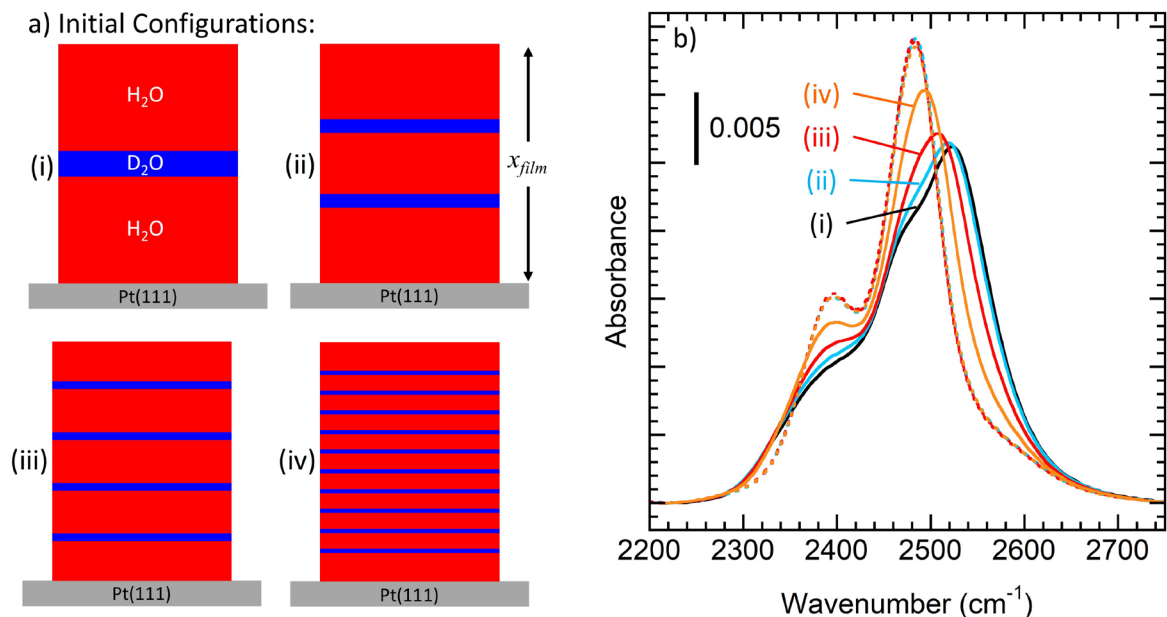 a) Initial Configurations:
H₂O
(i)
D₂O
H₂O
Pt(111)
(ii)
x_film
Pt(111)
(iii)
Pt(111)
(iv)
Pt(111)
b)
0.005
(iv)
(iii)
(ii)
(i)
Absorbance
2200 2300 2400 2500 2600 2700
Wavenumber (cm⁻¹)